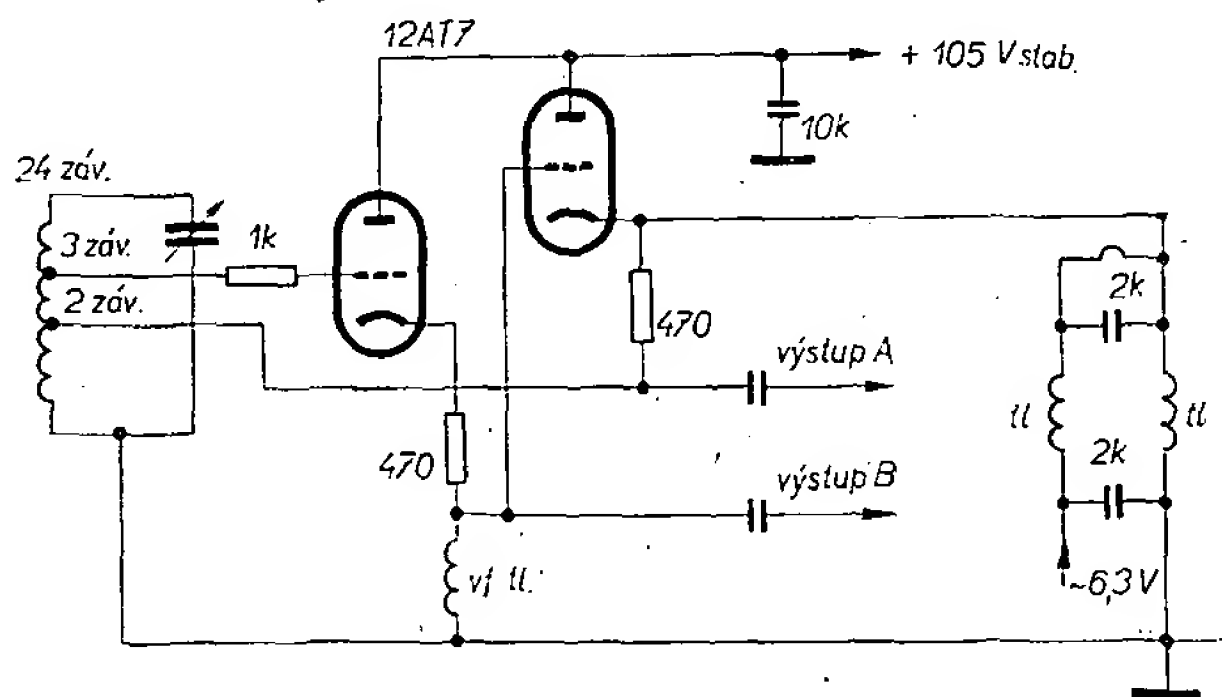 12AT7
+ 105 V stab.
10k
24 záv.
3 záv.
1k
2 záv.
470
2k
výstup A
tl
tl
2k
470
výstup B
vf tl.
~6,3 V